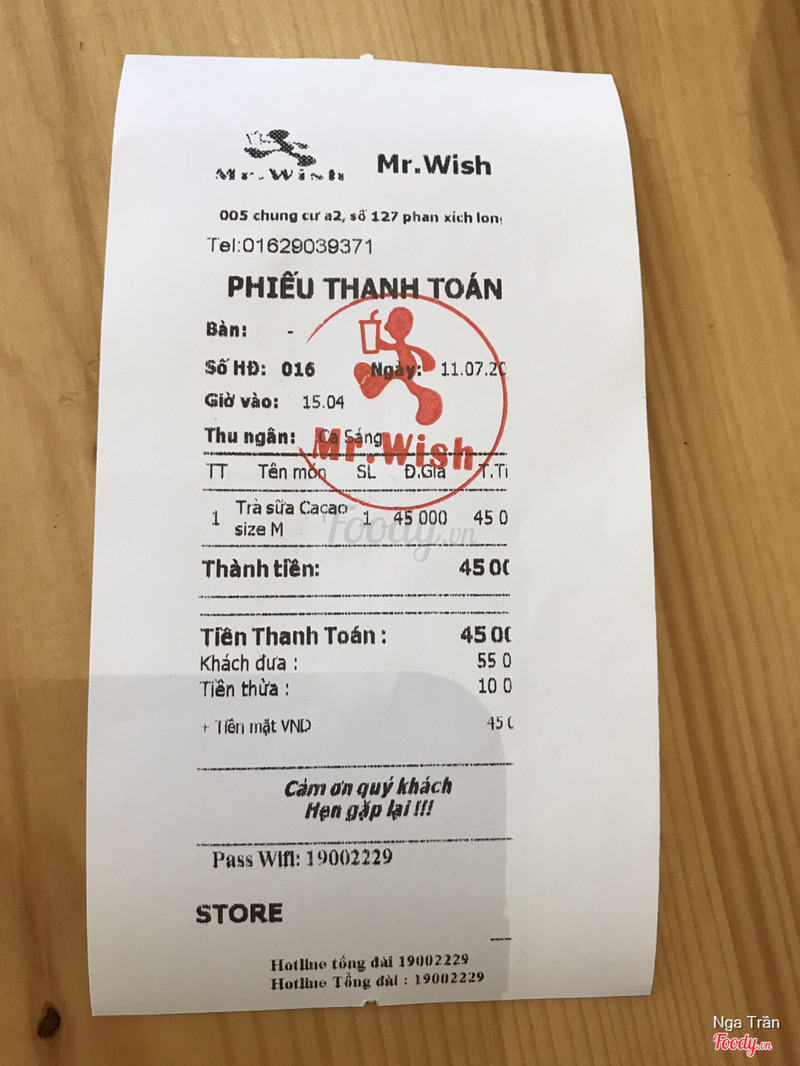 Mr.Wish
Mr.Wish
005 chung cư a2, số 127 phan xích long
Tel:01629039371
PHIẾU THANH TOÁN
Bàn: -
Số HĐ: 016 Ngày: 11.07.20
Giờ vào: 15.04
Thu ngân: Ca Sáng
Mr.Wish
TT Tên món SL Đ.Giá T.Ti
1 Trà sữa Cacao size M 1 45 000 45 0
Foody.vn
Thành tiền: 45 00
Tiền Thanh Toán : 45 00
Khách đưa : 55 0
Tiền thừa : 10 0
+ Tiền mặt VND 45 0
Cảm ơn quý khách
Hẹn gặp lại !!!
Pass Wifi: 19002229
STORE
Hotline tổng đài 19002229
Hotline Tổng đài : 19002229
Nga Trần
Foody.vn